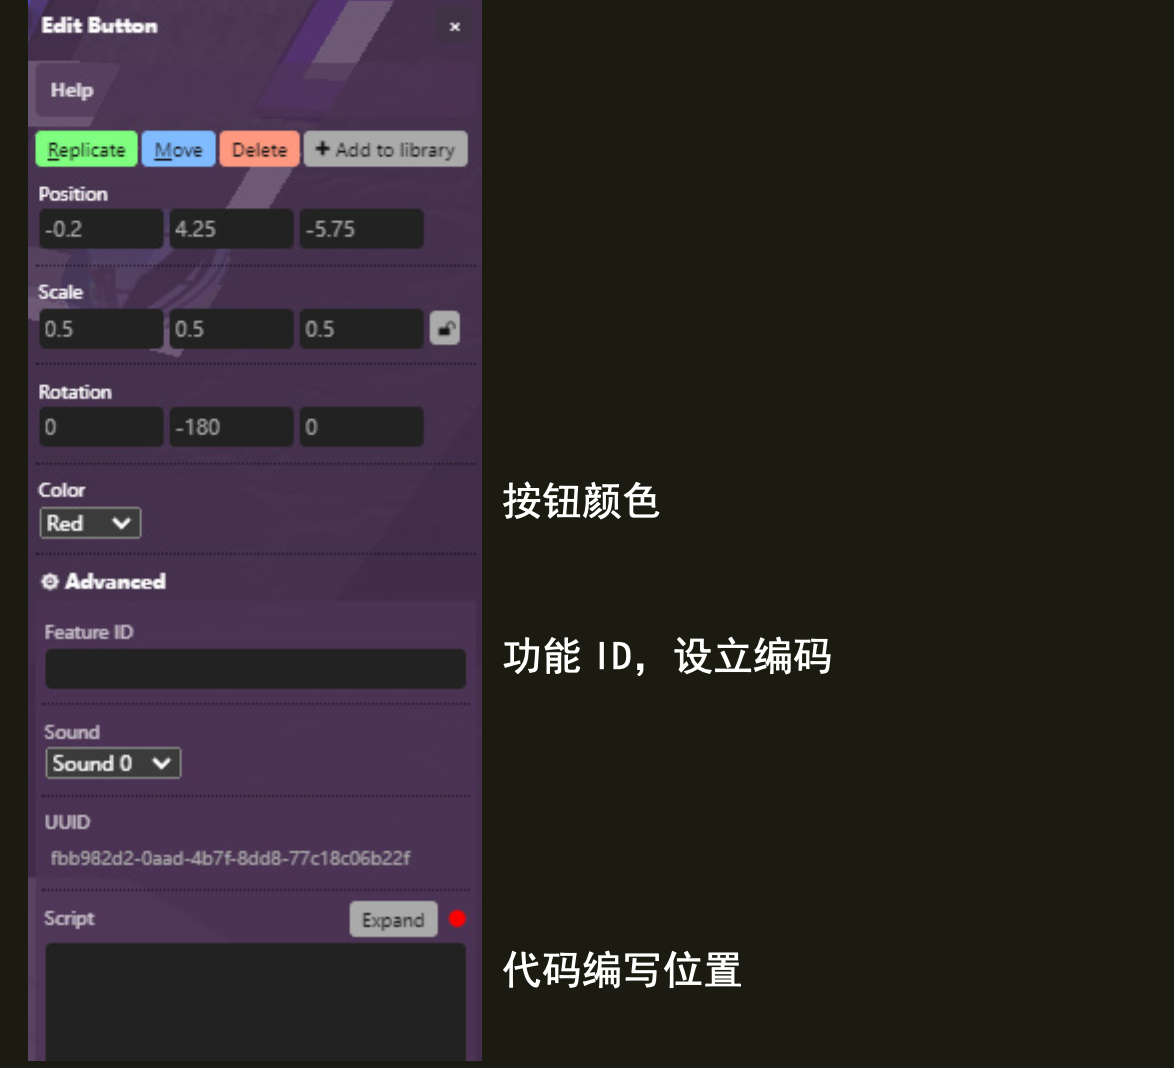 Edit Button ×
Help
Replicate Move Delete + Add to library
Position
-0.2 4.25 -5.75
Scale
0.5 0.5 0.5
Rotation
0 -180 0
Color
Red
按钮颜色
Advanced
Feature ID
功能 ID，设立编码
Sound
Sound 0
UUID
fbb982d2-0aad-4b7f-8dd8-77c18c06b22f
Script Expand
代码编写位置